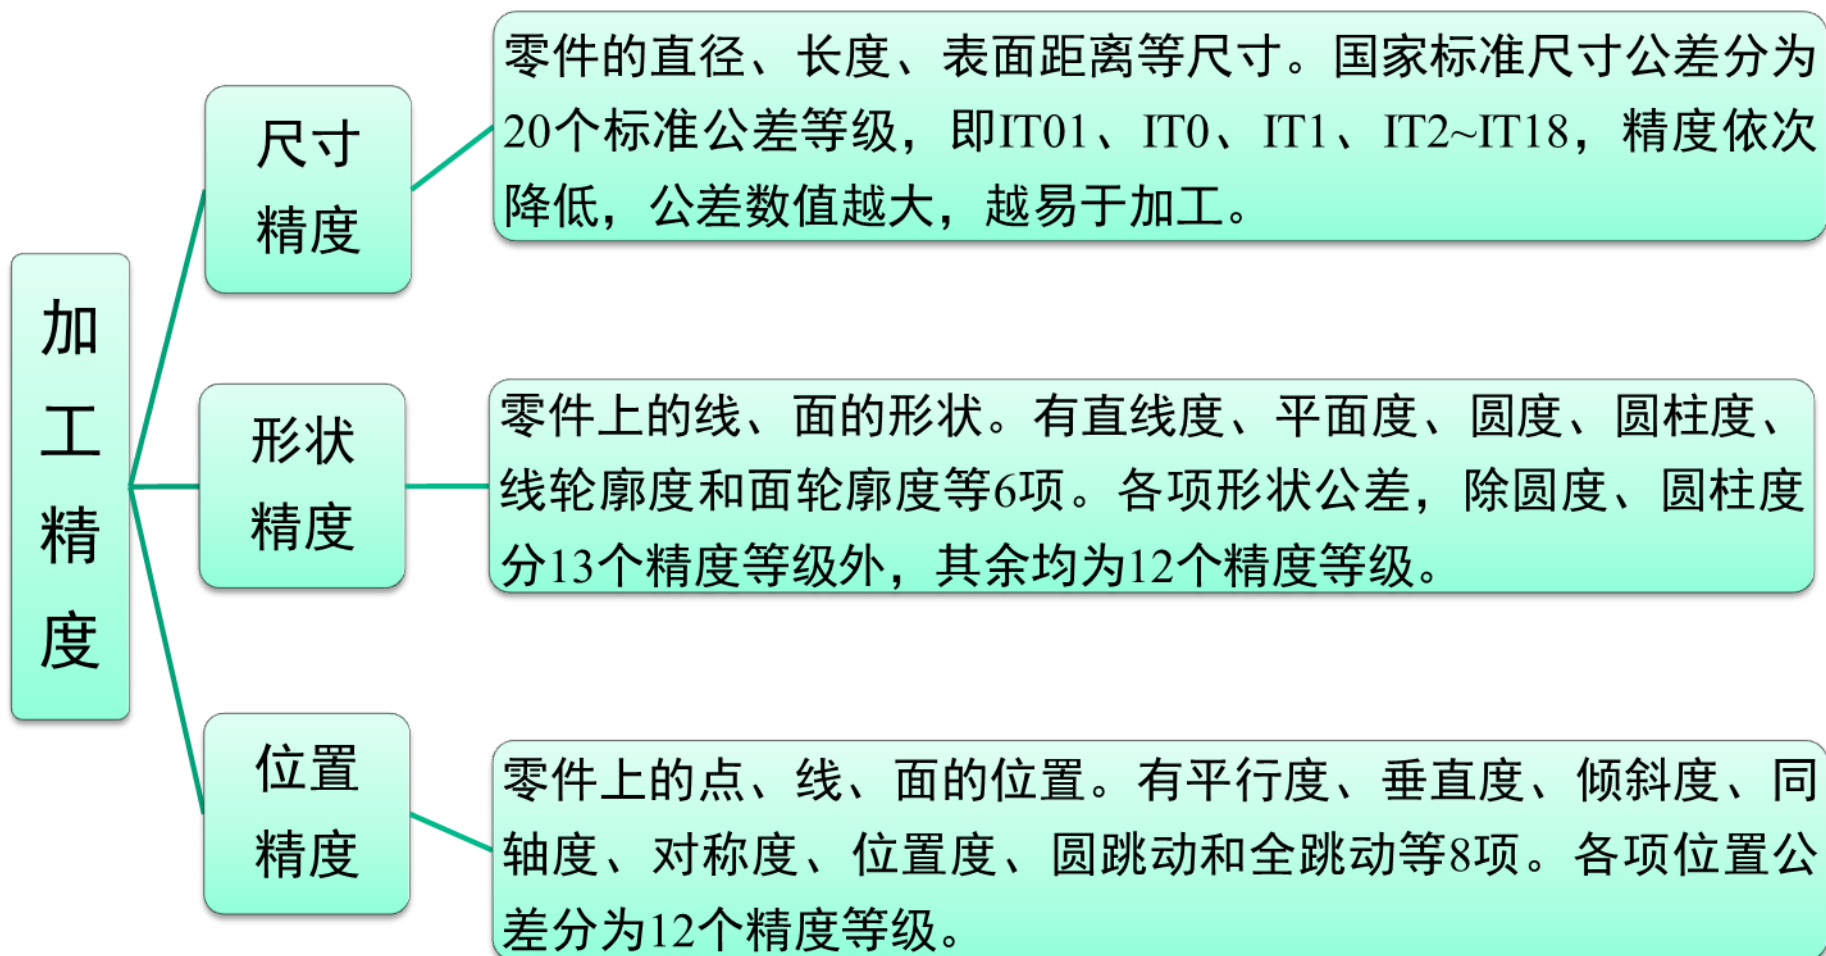 加工精度
尺寸
精度
零件的直径、长度、表面距离等尺寸。国家标准尺寸公差分为
20个标准公差等级，即IT01、IT0、IT1、IT2~IT18，精度依次
降低，公差数值越大，越易于加工。
形状
精度
零件上的线、面的形状。有直线度、平面度、圆度、圆柱度、
线轮廓度和面轮廓度等6项。各项形状公差，除圆度、圆柱度
分13个精度等级外，其余均为12个精度等级。
位置
精度
零件上的点、线、面的位置。有平行度、垂直度、倾斜度、同
轴度、对称度、位置度、圆跳动和全跳动等8项。各项位置公
差分为12个精度等级。